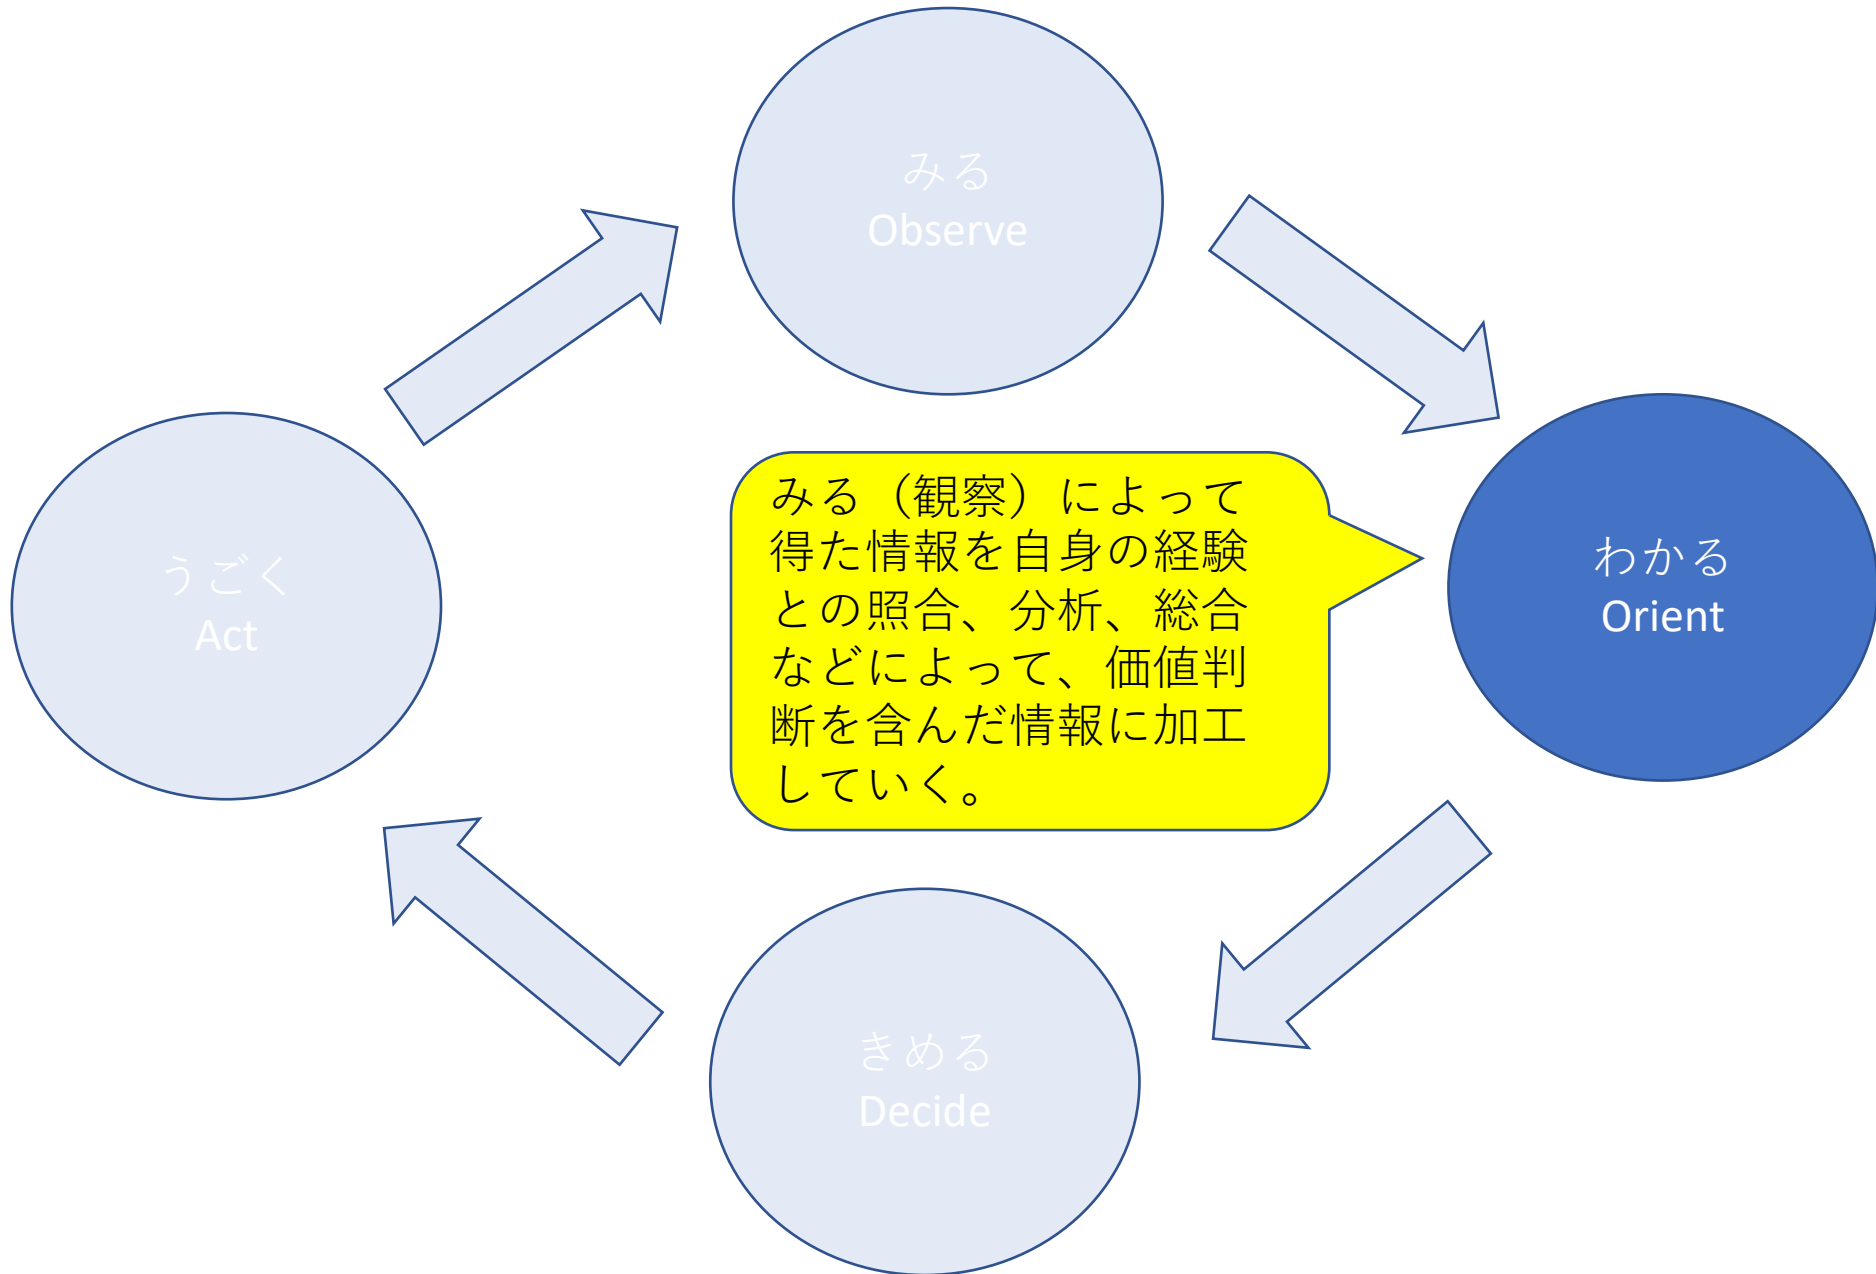 みる
Observe
みる（観察）によって
得た情報を自身の経験
との照合、分析、総合
などによって、価値判
断を含んだ情報に加工
していく。
わかる
Orient
うごく
Act
きめる
Decide